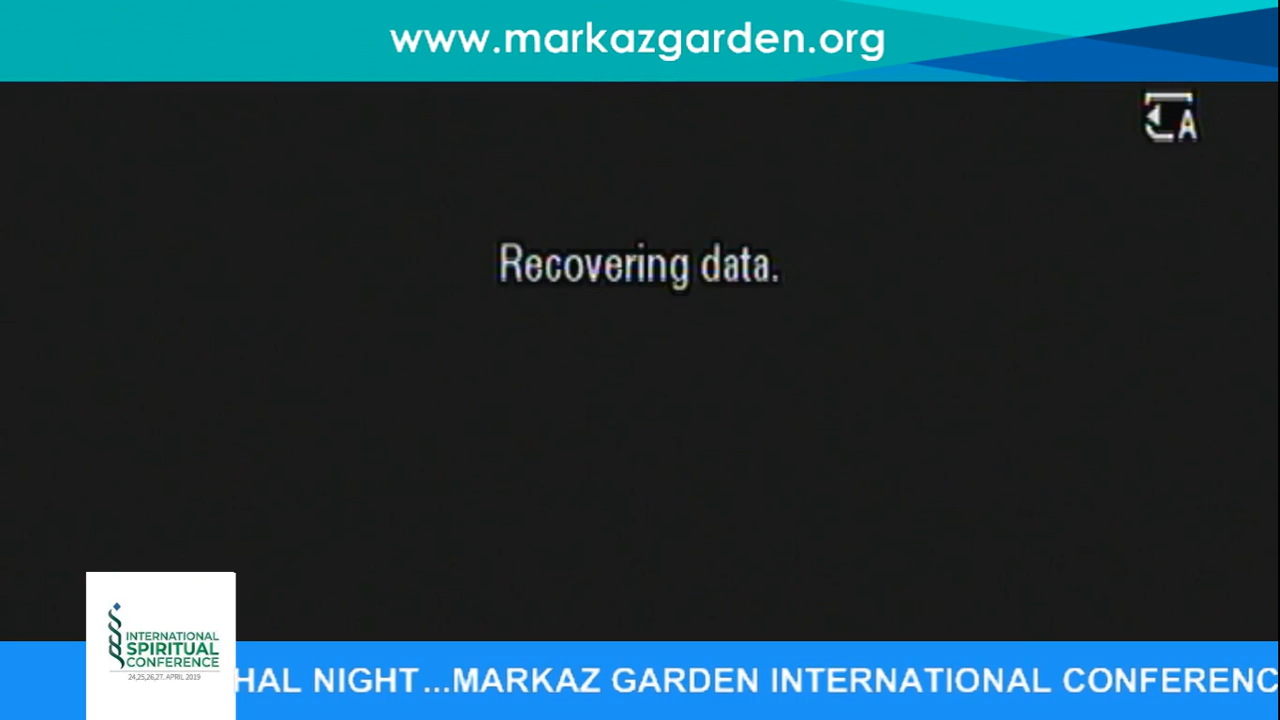 www.markazgarden.org
A
Recovering data.
INTERNATIONAL
SPIRITUAL
CONFERENCE
24,25,26,27. APRIL 2019
HAL NIGHT...MARKAZ GARDEN INTERNATIONAL CONFERENC